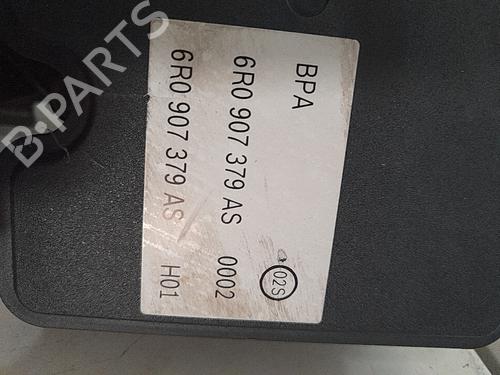 BPA
6R0 907 379 AS 0002 02S
6R0 907 379 AS H01
B-PARTS